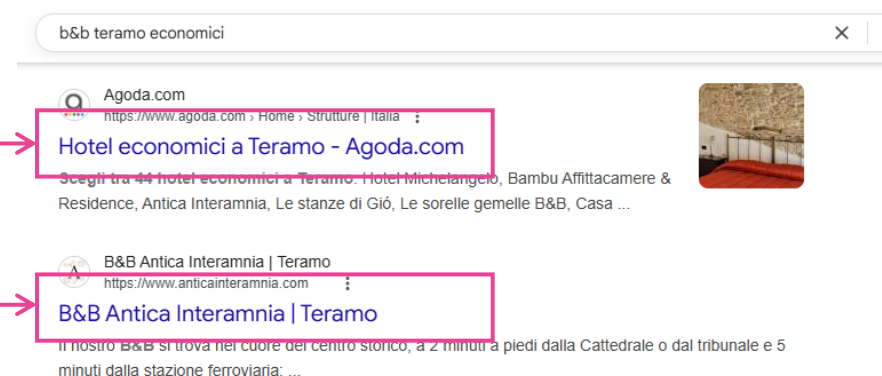 b&b teramo economici
Agoda.com
https://www.agoda.com › Home › Strutture | Italia
Hotel economici a Teramo - Agoda.com
Scegli tra 44 hotel economici a Teramo. Hotel Michelangelo, Bambu Affittacamere &
Residence, Antica Interamnia, Le stanze di Gió, Le sorelle gemelle B&B, Casa ...
B&B Antica Interamnia | Teramo
https://www.anticainteramnia.com
B&B Antica Interamnia | Teramo
Il nostro B&B si trova nel cuore del centro storico, a 2 minuti a piedi dalla Cattedrale o dal tribunale e 5
minuti dalla stazione ferroviaria; ...